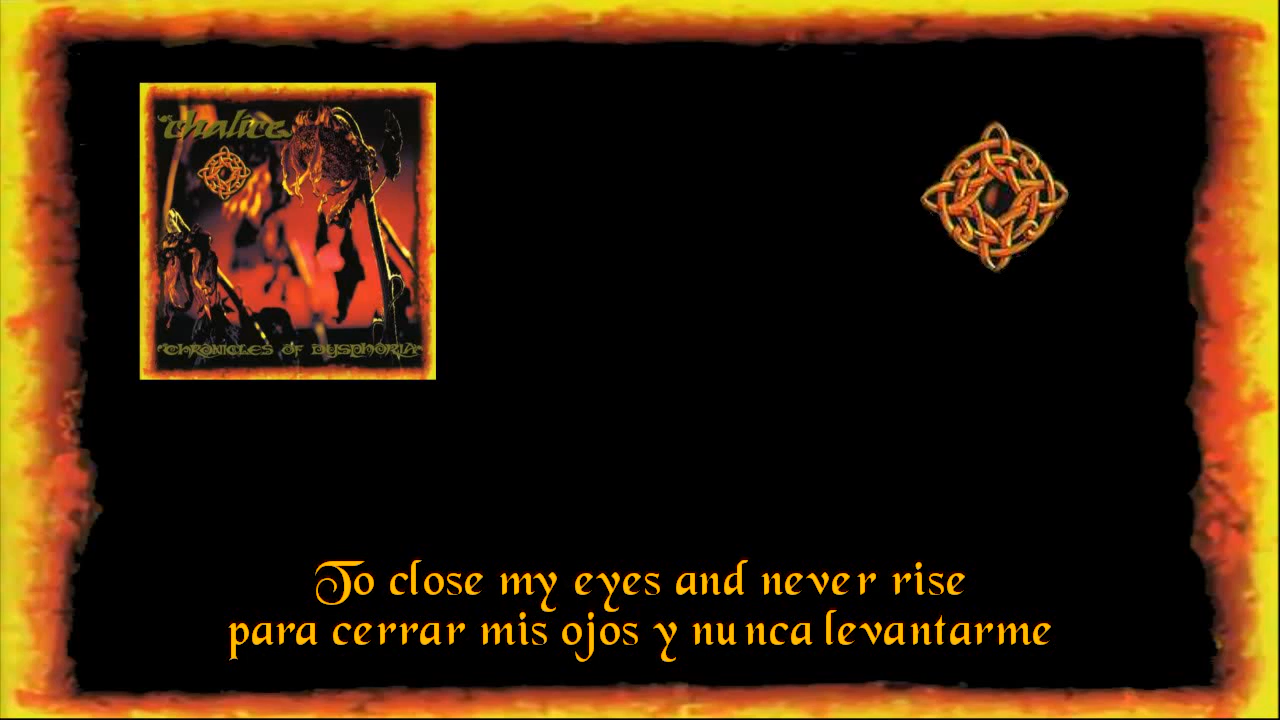 Chalice
"Chronicles of Dysphoria"
To close my eyes and never rise
para cerrar mis ojos y nunca levantarme